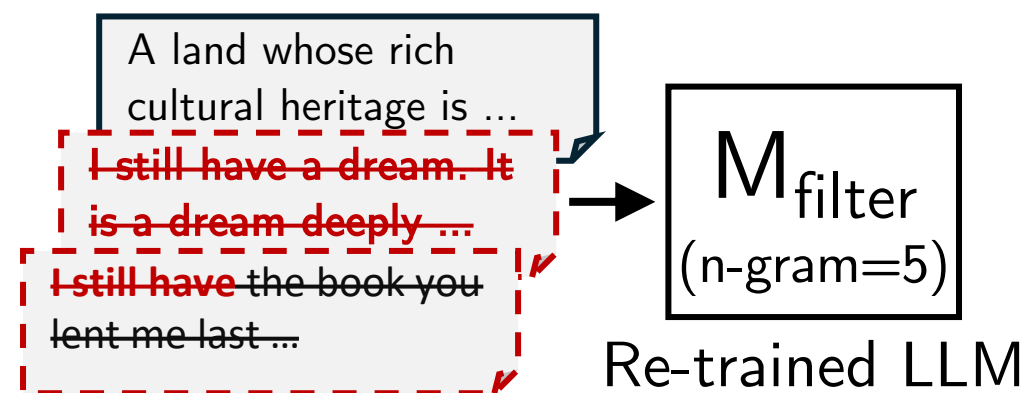 A land whose rich
cultural heritage is ...
I still have a dream. It
is a dream deeply ...
I still have the book you
lent me last ...
M_filter
(n-gram=5)
Re-trained LLM